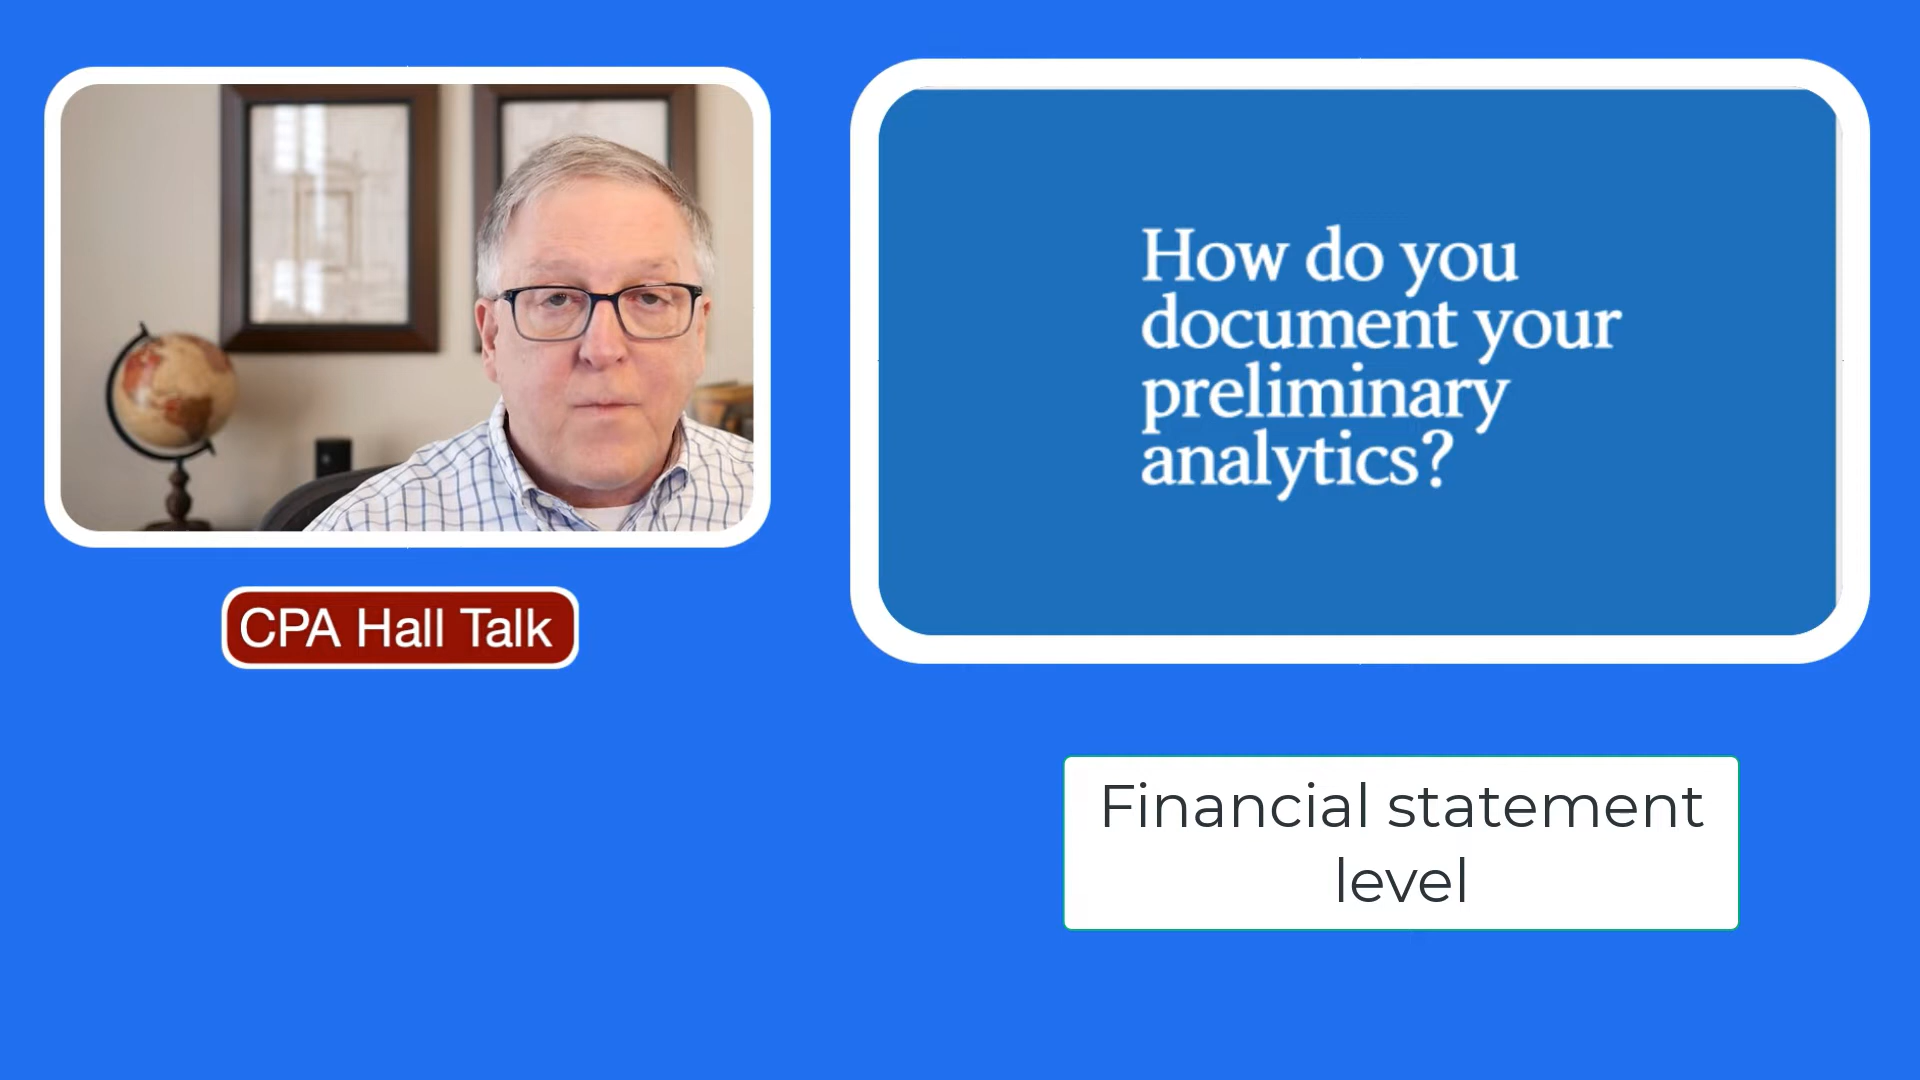 CPA Hall Talk
How do you
document your
preliminary
analytics?
Financial statement
level